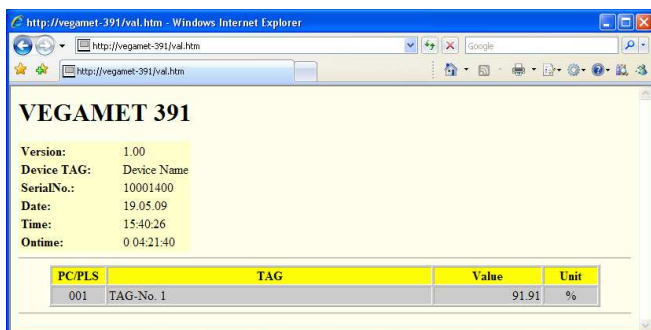 http://vegamet-391/val.htm - Windows Internet Explorer
http://vegamet-391/val.htm
Google
http://vegamet-391/val.htm
VEGAMET 391
Version: 1.00
Device TAG: Device Name
SerialNo.: 10001400
Date: 19.05.09
Time: 15:40:26
Ontime: 0 04:21:40
PC/PLS TAG Value Unit
001 TAG-No. 1 91.91 %